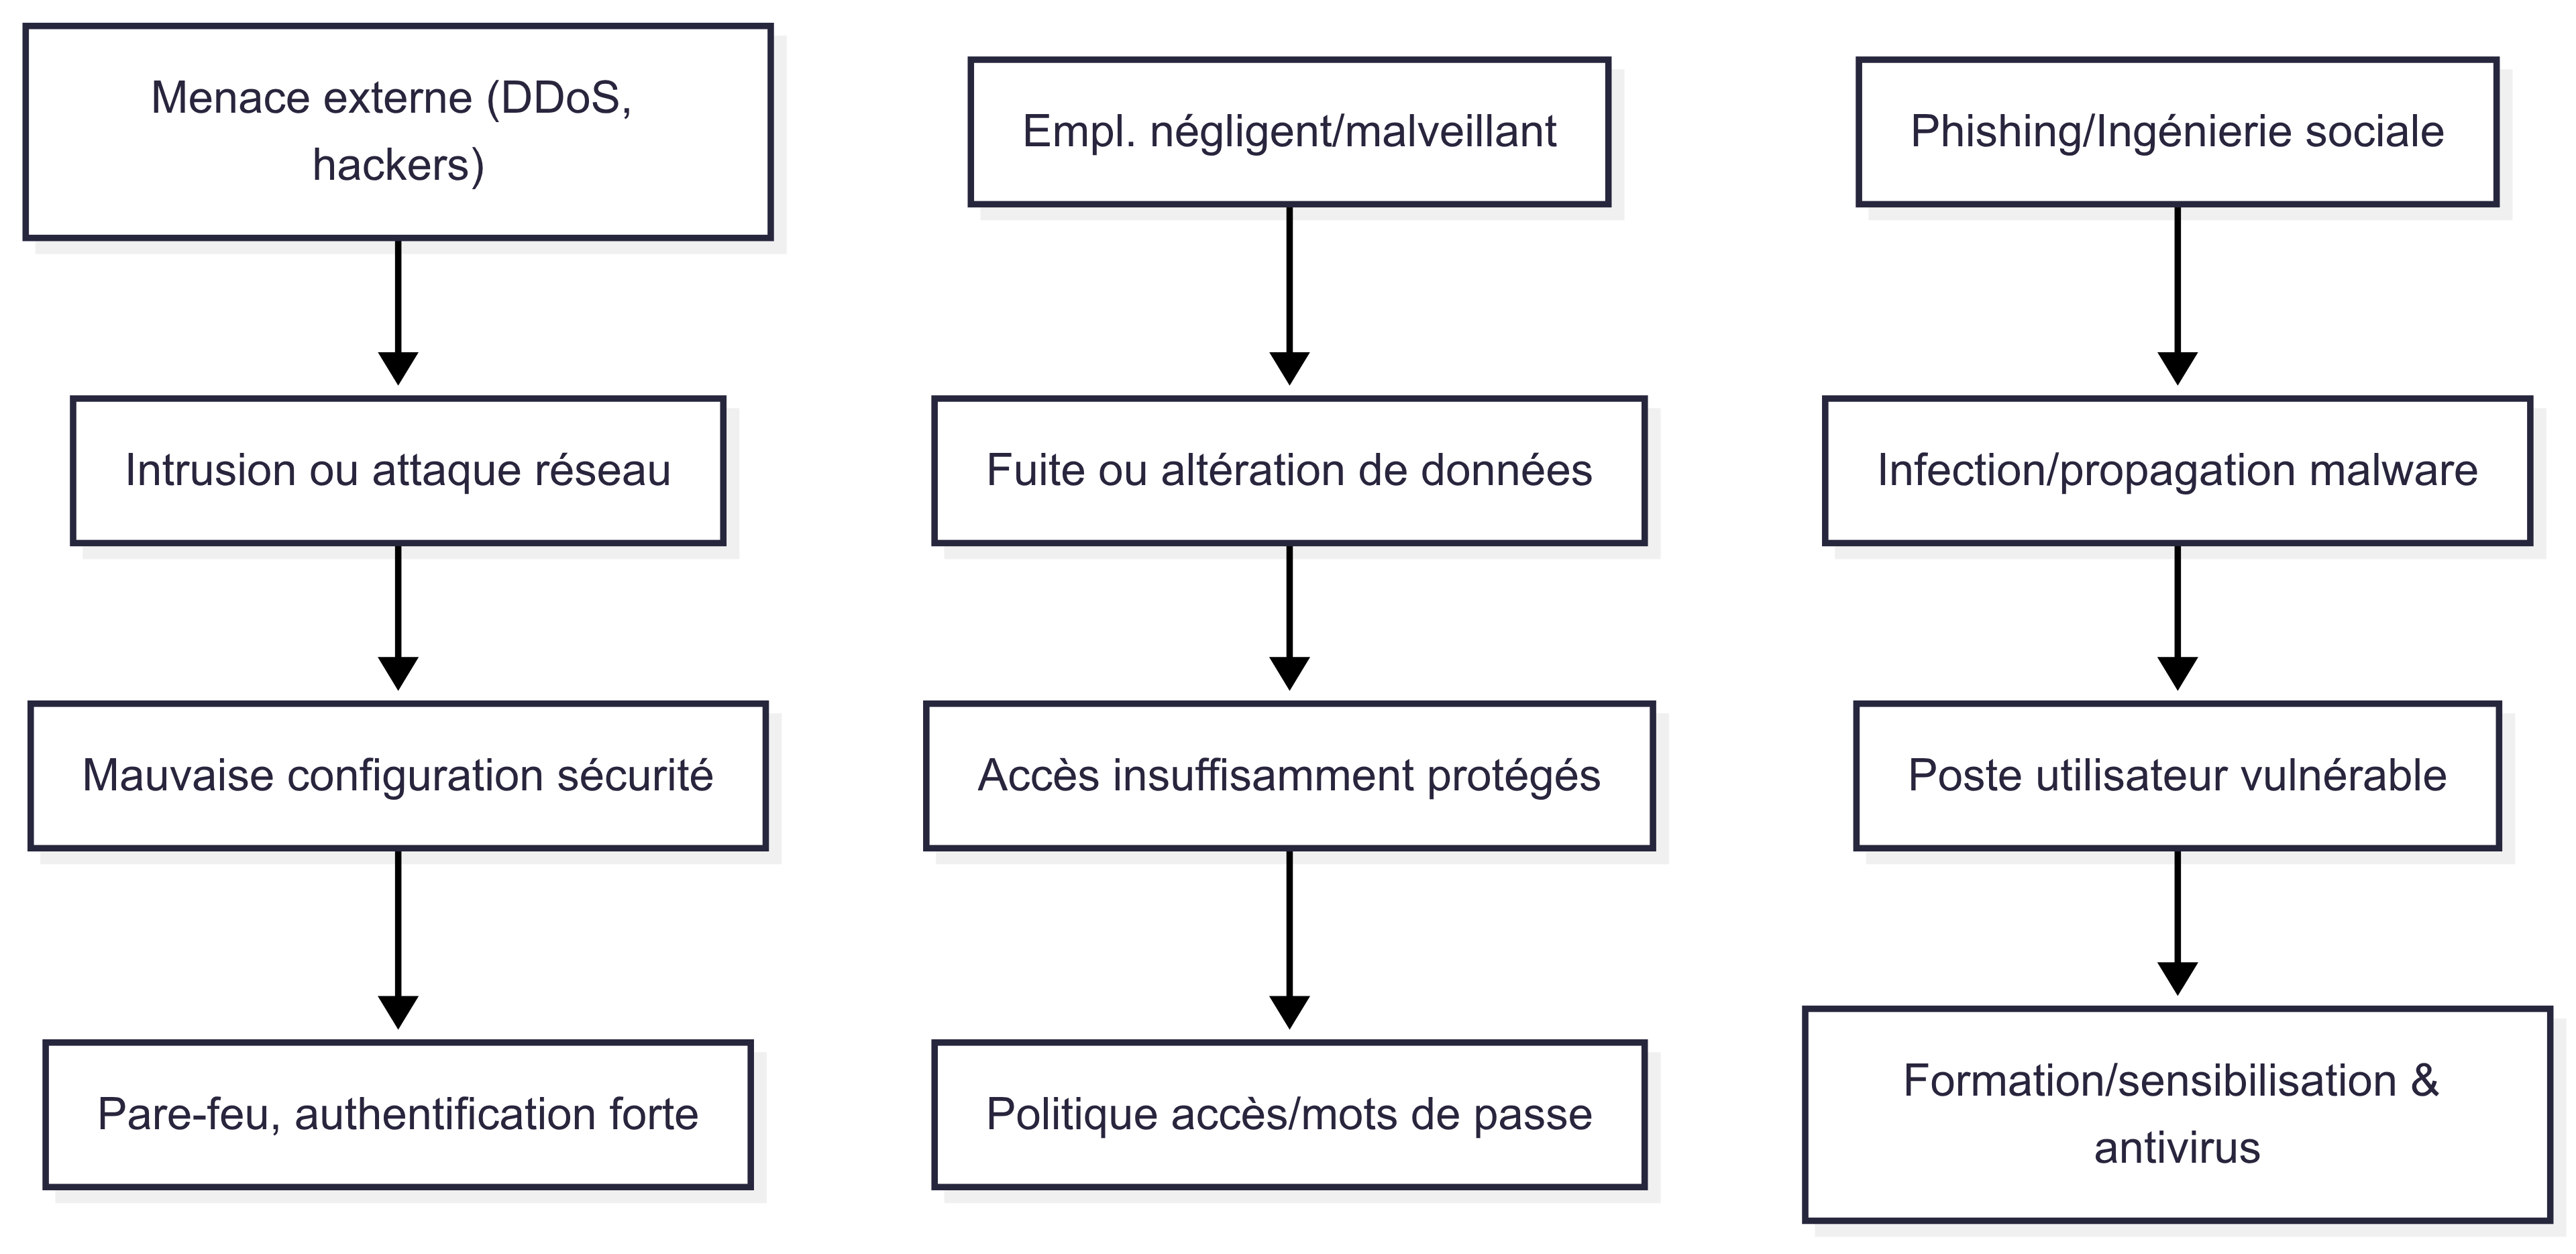 Menace externe (DDoS,
hackers)
Intrusion ou attaque réseau
Mauvaise configuration sécurité
Pare-feu, authentification forte
Empl. négligent/malveillant
Fuite ou altération de données
Accès insuffisamment protégés
Politique accès/mots de passe
Phishing/Ingénierie sociale
Infection/propagation malware
Poste utilisateur vulnérable
Formation/sensibilisation &
antivirus